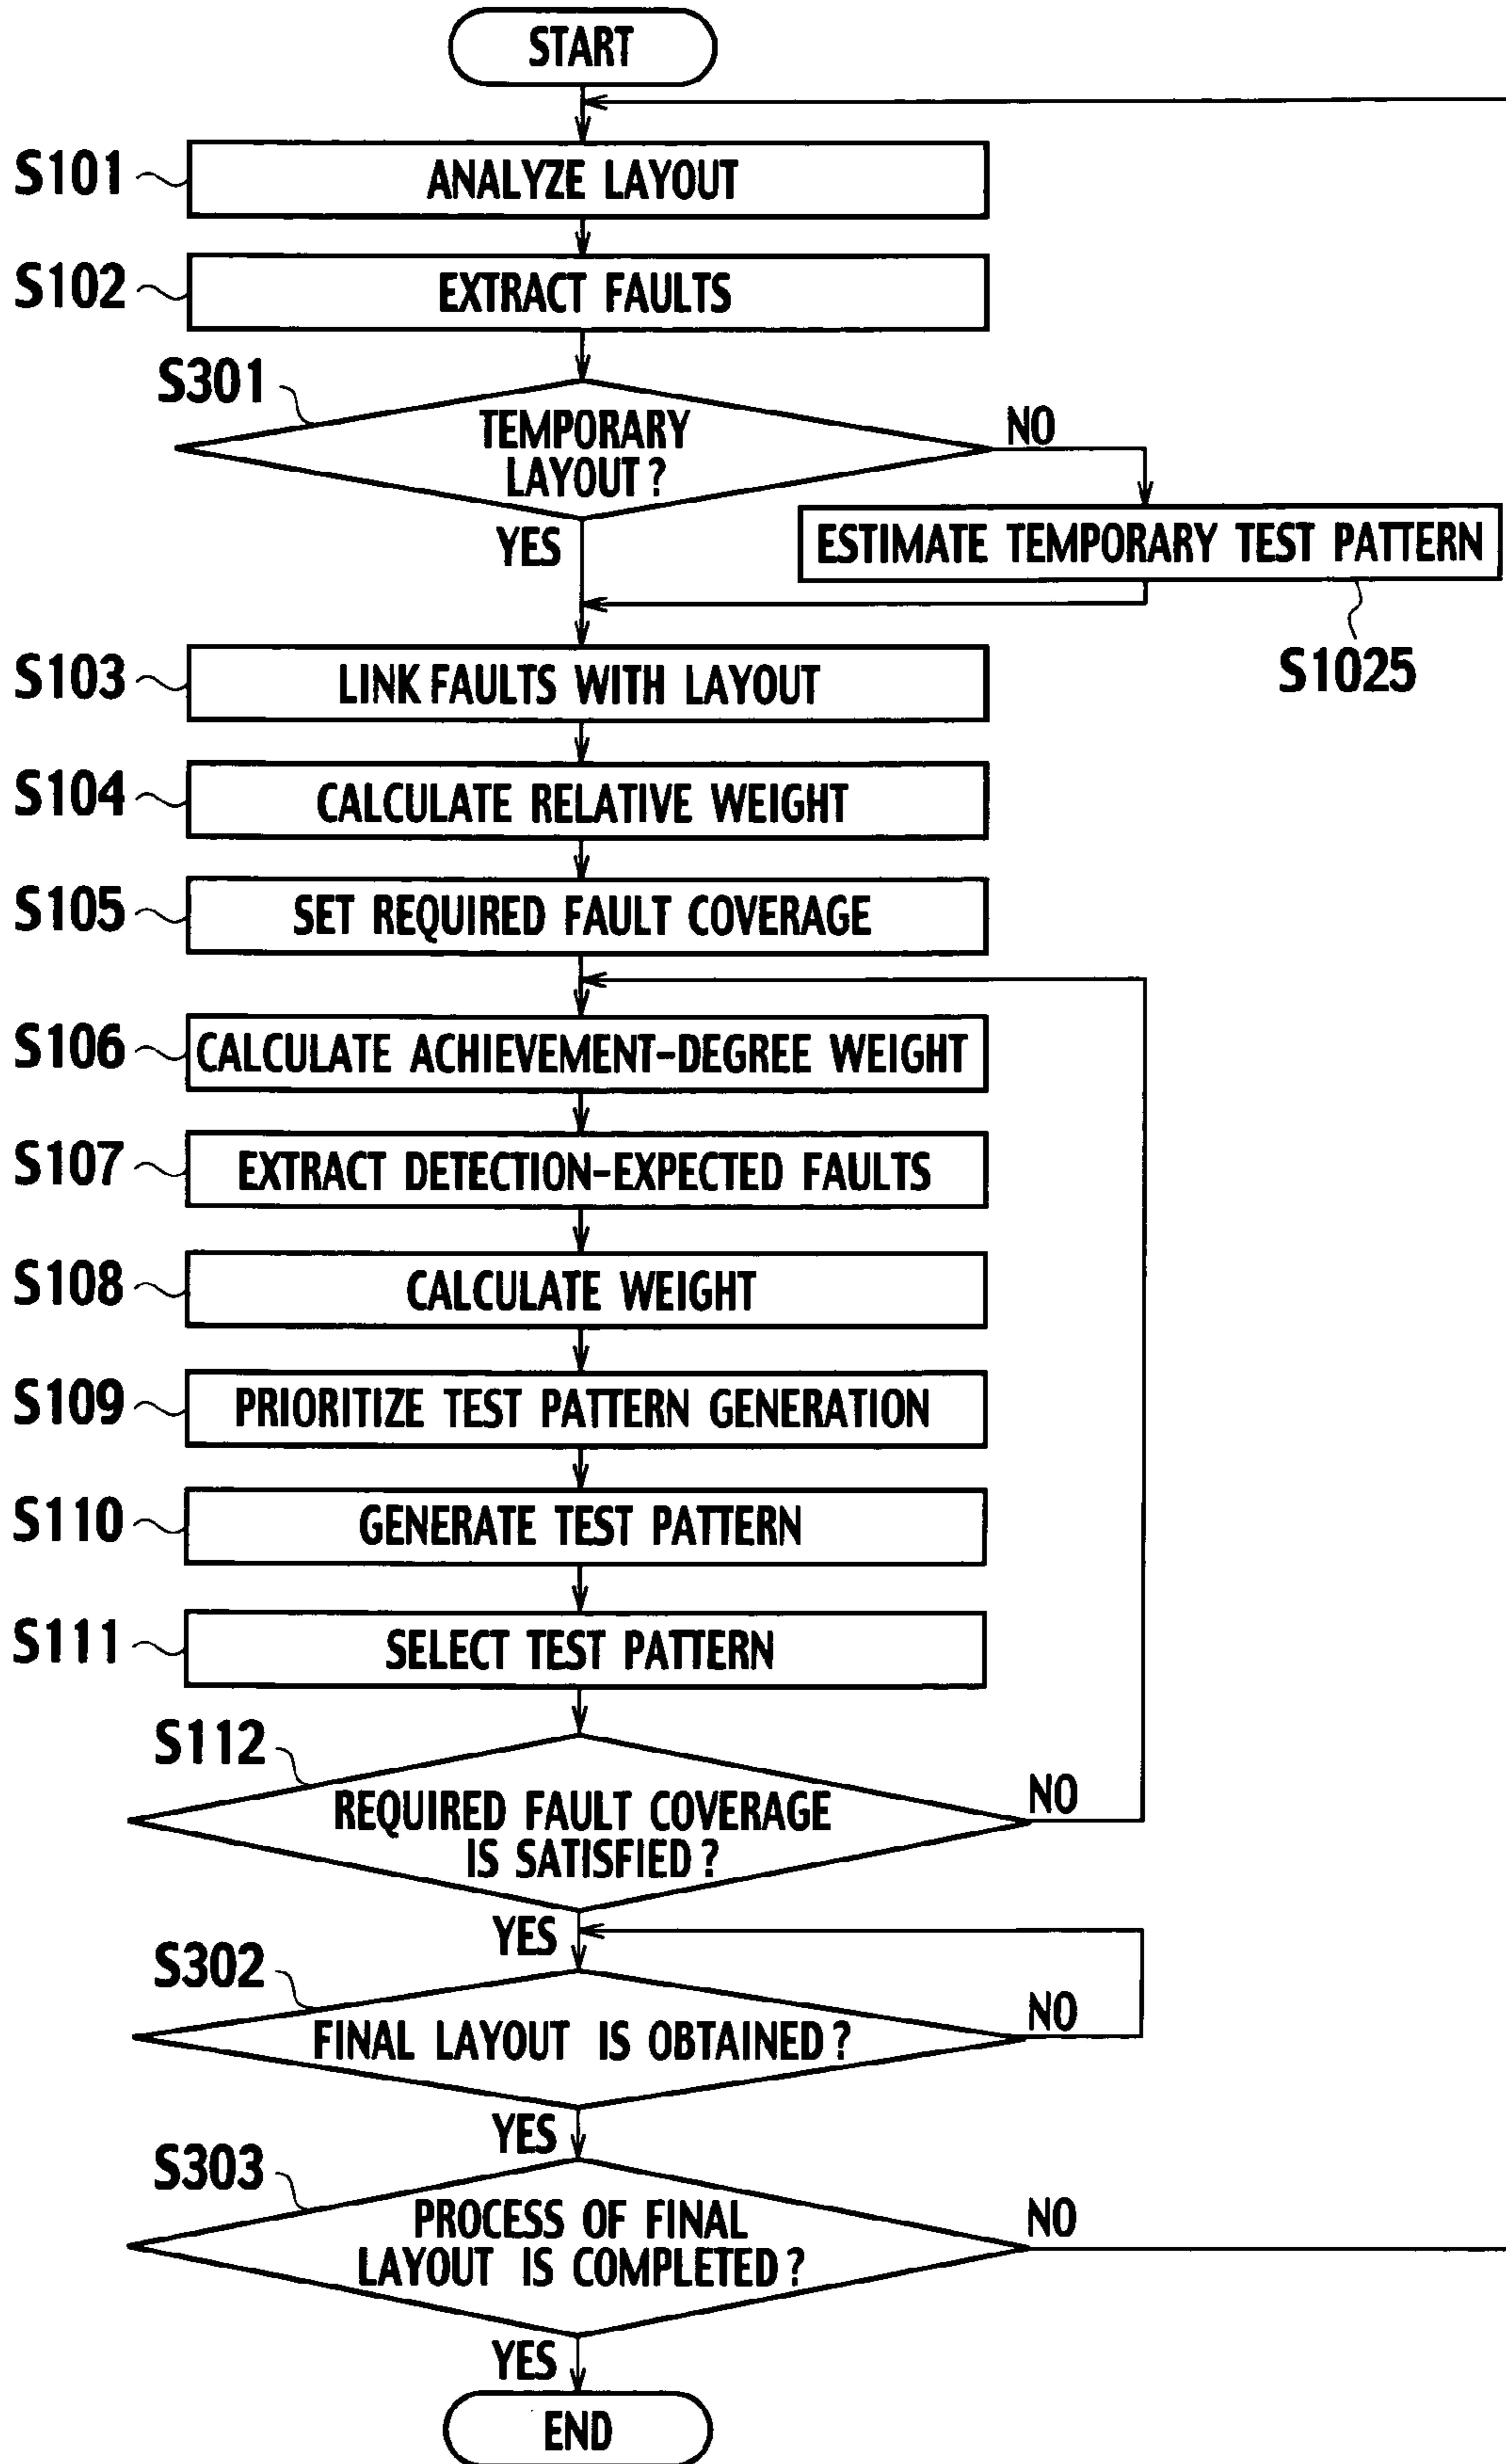 START
S101
ANALYZE LAYOUT
S102
EXTRACT FAULTS
S301
TEMPORARY
LAYOUT?
NO
YES
ESTIMATE TEMPORARY TEST PATTERN
S1025
S103
LINK FAULTS WITH LAYOUT
S104
CALCULATE RELATIVE WEIGHT
S105
SET REQUIRED FAULT COVERAGE
S106
CALCULATE ACHIEVEMENT-DEGREE WEIGHT
S107
EXTRACT DETECTION-EXPECTED FAULTS
S108
CALCULATE WEIGHT
S109
PRIORITIZE TEST PATTERN GENERATION
S110
GENERATE TEST PATTERN
S111
SELECT TEST PATTERN
S112
REQUIRED FAULT COVERAGE
IS SATISFIED?
NO
YES
S302
FINAL LAYOUT IS OBTAINED?
NO
YES
S303
PROCESS OF FINAL
LAYOUT IS COMPLETED?
NO
YES
END